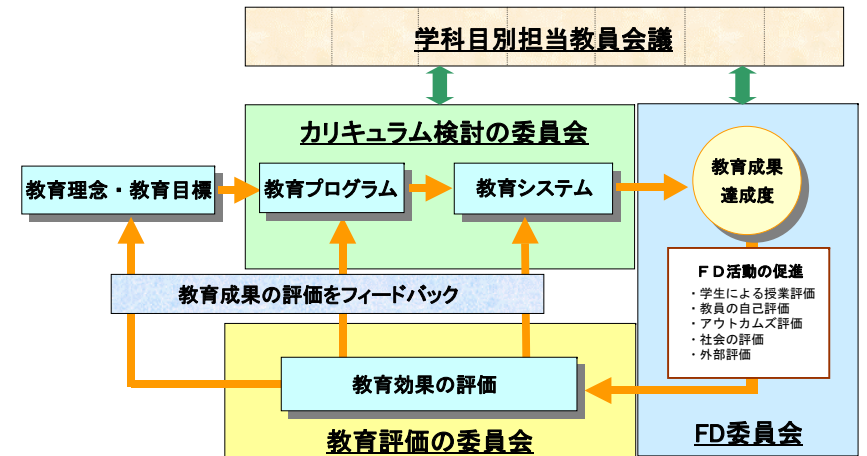 学科目別担当教員会議
カリキュラム検討の委員会
教育理念・教育目標
教育プログラム
教育システム
教育成果
達成度
教育成果の評価をフィードバック
ＦＤ活動の促進
・学生による授業評価
・教員の自己評価
・アウトカムズ評価
・社会の評価
・外部評価
教育効果の評価
教育評価の委員会
FD委員会